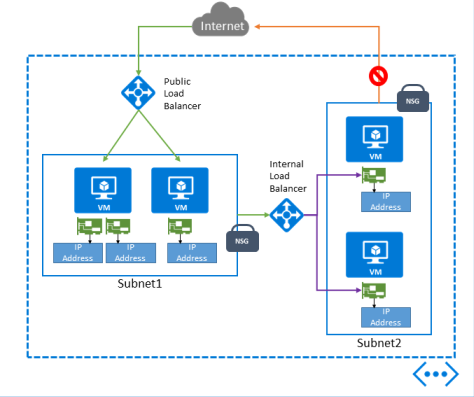 Internet
Public
Load
Balancer
NSG
VM
IP
Address
Internal
Load
Balancer
VM
VM
IP
Address
IP
Address
IP
Address
NSG
Subnet1
VM
IP
Address
Subnet2